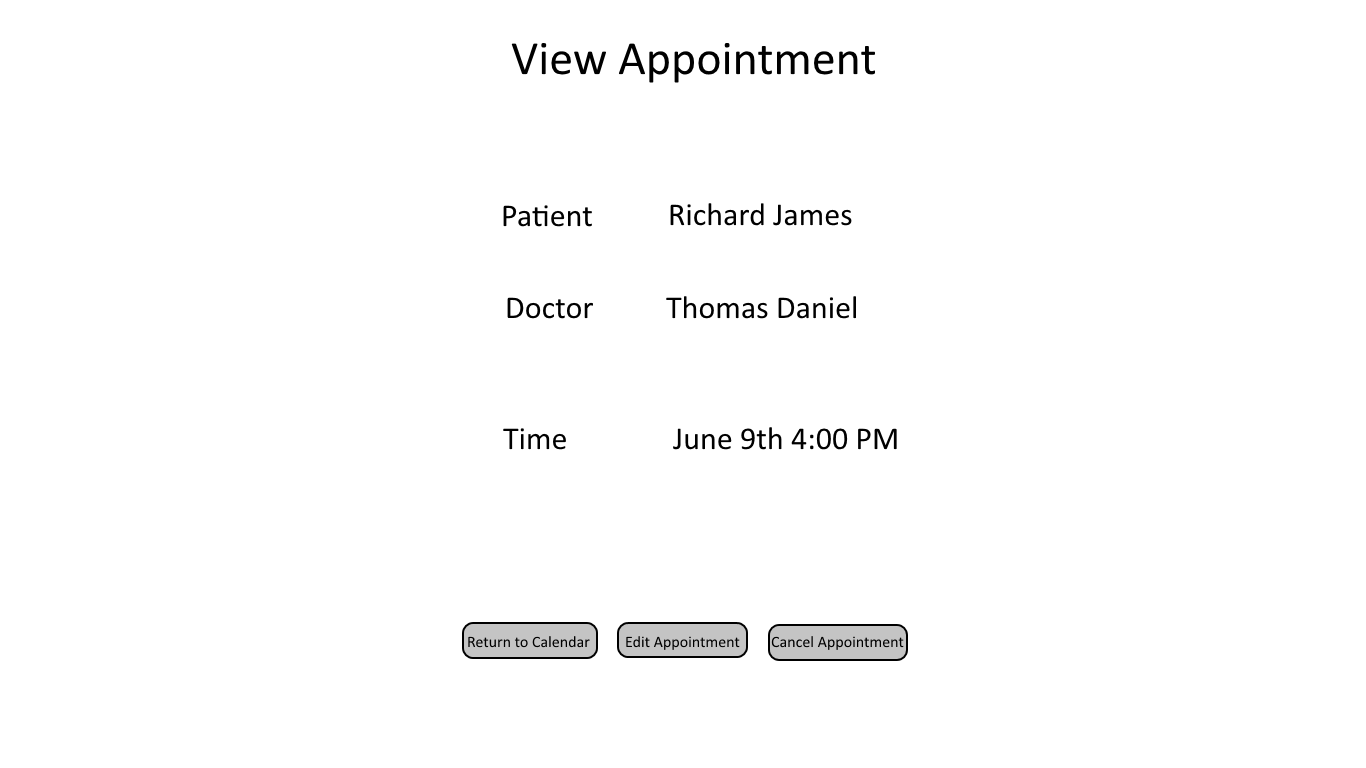 View Appointment
Patient Richard James
Doctor Thomas Daniel
Time June 9th 4:00 PM
Return to Calendar Edit Appointment Cancel Appointment